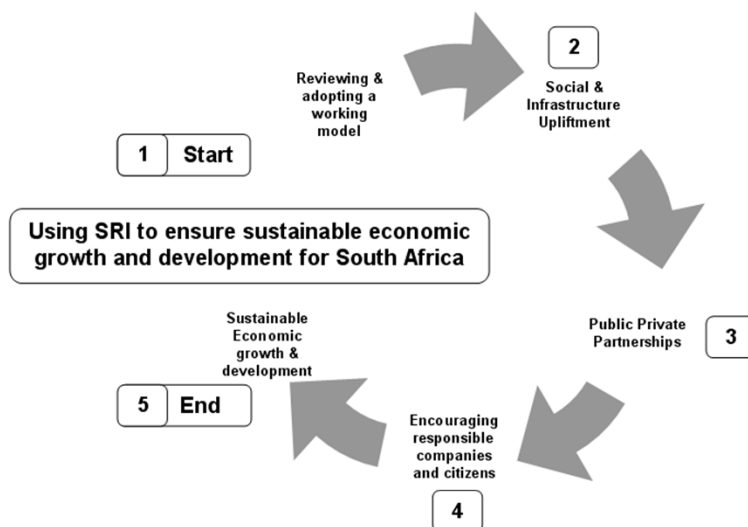 1 Start
Reviewing &
adopting a
working
model
2
Social &
Infrastructure
Upliftment
Using SRI to ensure sustainable economic
growth and development for South Africa
Public Private
Partnerships
3
Encouraging
responsible
companies
and citizens
4
Sustainable
Economic
growth &
development
5 End